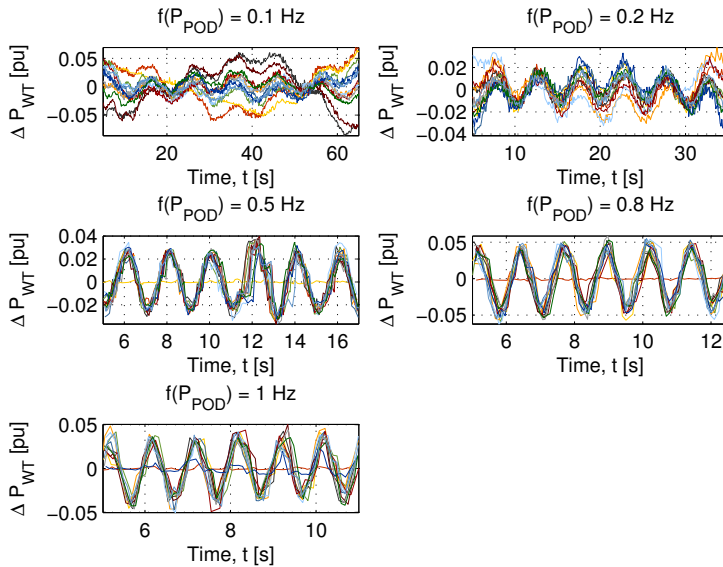 f(P_POD) = 0.1 Hz
Δ P_WT [pu]
0.05
0
−0.05
20 40 60
Time, t [s]
f(P_POD) = 0.2 Hz
Δ P_WT [pu]
0.02
0
−0.02
−0.04
10 20 30
Time, t [s]
f(P_POD) = 0.5 Hz
Δ P_WT [pu]
0.04
0.02
0
−0.02
6 8 10 12 14 16
Time, t [s]
f(P_POD) = 0.8 Hz
Δ P_WT [pu]
0.05
0
−0.05
6 8 10 12
Time, t [s]
f(P_POD) = 1 Hz
Δ P_WT [pu]
0.05
0
−0.05
6 8 10
Time, t [s]